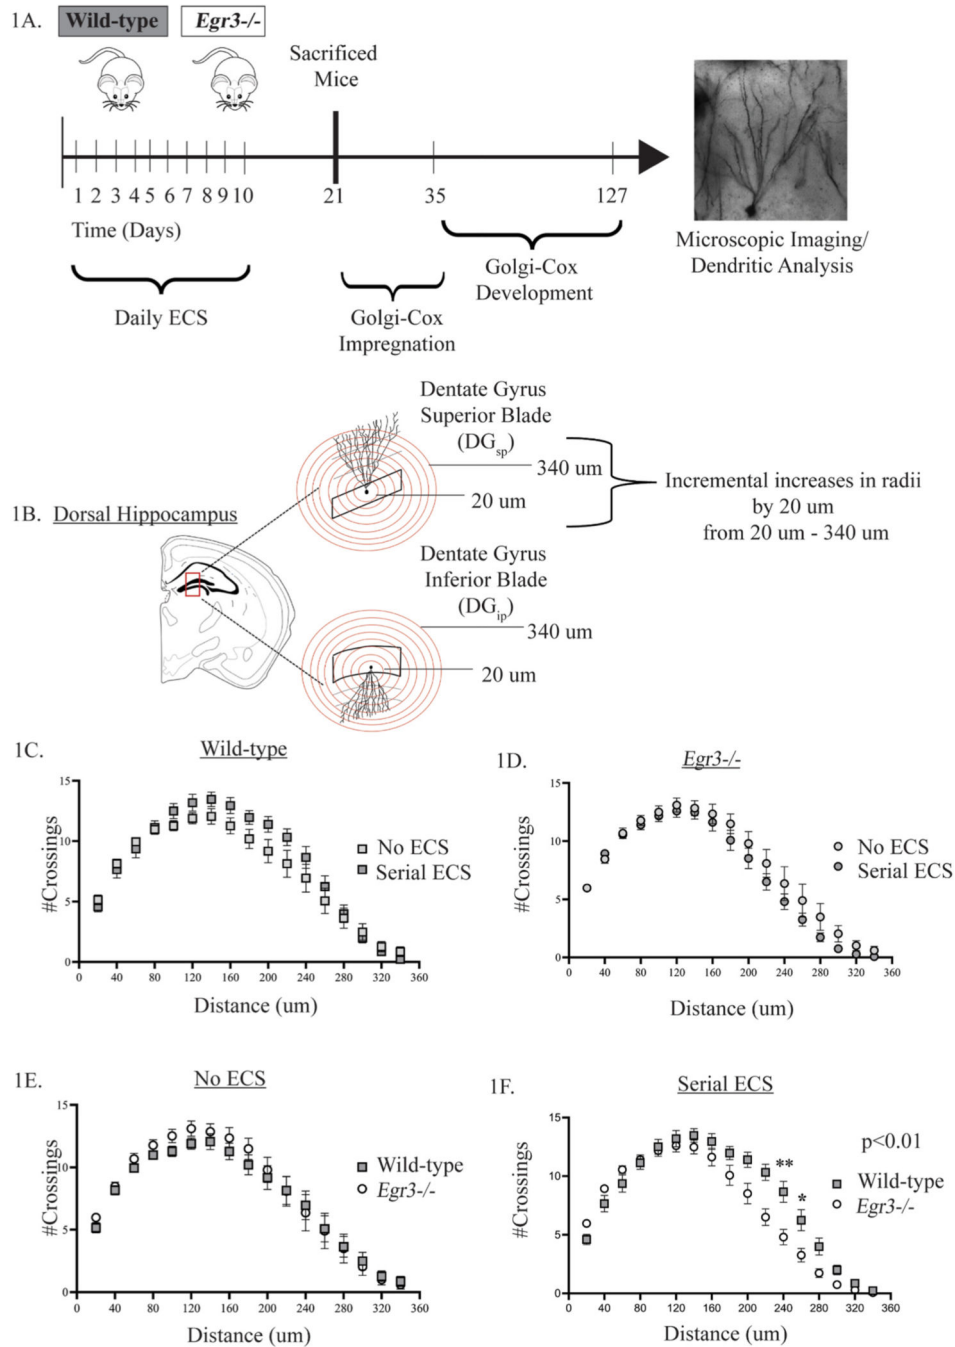 1A. Wild-type Egr3-/-
Sacrificed
Mice
1 2 3 4 5 6 7 8 9 10 21 35 127
Time (Days)
Daily ECS
Golgi-Cox
Impregnation
Golgi-Cox
Development
Microscopic Imaging/
Dendritic Analysis
1B. Dorsal Hippocampus
Dentate Gyrus
Superior Blade
(DGsp)
340 um
20 um
Incremental increases in radii
by 20 um
from 20 um - 340 um
Dentate Gyrus
Inferior Blade
(DGip)
340 um
20 um
1C. Wild-type
#Crossings
15
10
5
0
0 40 80 120 160 200 240 280 320 360
Distance (um)
No ECS
Serial ECS
1D. Egr3-/-
#Crossings
15
10
5
0
0 40 80 120 160 200 240 280 320 360
Distance (um)
No ECS
Serial ECS
1E. No ECS
#Crossings
15
10
5
0
0 40 80 120 160 200 240 280 320 360
Distance (um)
Wild-type
Egr3-/-
1F. Serial ECS
#Crossings
15
10
5
0
0 40 80 120 160 200 240 280 320 360
Distance (um)
**
*
p<0.01
Wild-type
Egr3-/-